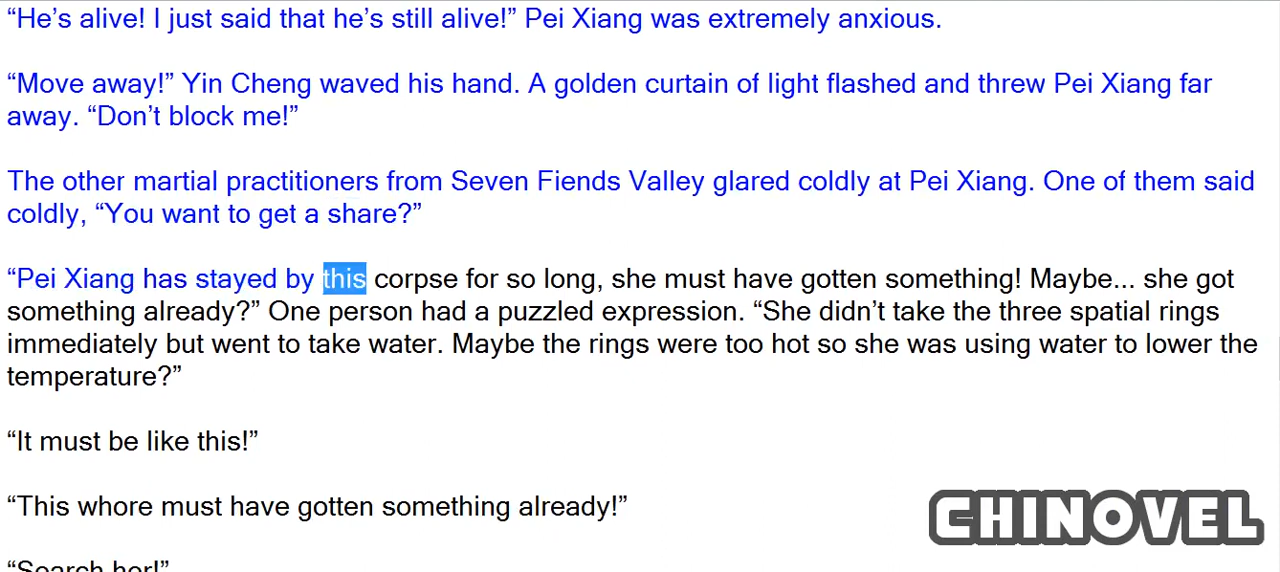 “He’s alive! I just said that he’s still alive!” Pei Xiang was extremely anxious.
“Move away!” Yin Cheng waved his hand. A golden curtain of light flashed and threw Pei Xiang far
away. “Don’t block me!”
The other martial practitioners from Seven Fiends Valley glared coldly at Pei Xiang. One of them said
coldly, “You want to get a share?”
“Pei Xiang has stayed by this corpse for so long, she must have gotten something! Maybe... she got
something already?” One person had a puzzled expression. “She didn’t take the three spatial rings
immediately but went to take water. Maybe the rings were too hot so she was using water to lower the
temperature?”
“It must be like this!”
“This whore must have gotten something already!”
CHINOVEL
“Search her!”